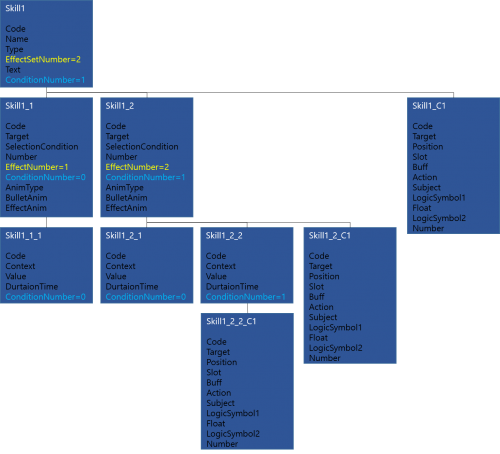 Skill1
Code
Name
Type
EffectSetNumber=2
Text
ConditionNumber=1
Skill1_1
Code
Target
SelectionCondition
Number
EffectNumber=1
ConditionNumber=0
AnimType
BulletAnim
EffectAnim
Skill1_2
Code
Target
SelectionCondition
Number
EffectNumber=2
ConditionNumber=1
AnimType
BulletAnim
EffectAnim
Skill1_C1
Code
Target
Position
Slot
Buff
Action
Subject
LogicSymbol1
Float
LogicSymbol2
Number
Skill1_1_1
Code
Context
Value
DurtaionTime
ConditionNumber=0
Skill1_2_1
Code
Context
Value
DurtaionTime
ConditionNumber=0
Skill1_2_2
Code
Context
Value
DurtaionTime
ConditionNumber=1
Skill1_2_C1
Code
Target
Position
Slot
Buff
Action
Subject
LogicSymbol1
Float
LogicSymbol2
Number
Skill1_2_2_C1
Code
Target
Position
Slot
Buff
Action
Subject
LogicSymbol1
Float
LogicSymbol2
Number